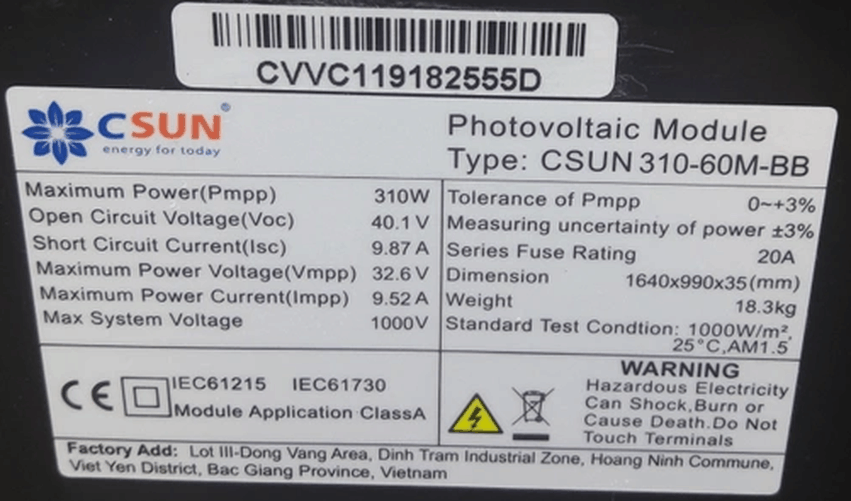 CVVC119182555D
CSUN®
energy for today
Photovoltaic Module
Type: CSUN 310-60M-BB
Maximum Power(Pmpp) 310W
Open Circuit Voltage(Voc) 40.1 V
Short Circuit Current(Isc) 9.87 A
Maximum Power Voltage(Vmpp) 32.6 V
Maximum Power Current(Impp) 9.52 A
Max System Voltage 1000V
Tolerance of Pmpp 0~+3%
Measuring uncertainty of power ±3%
Series Fuse Rating 20A
Dimension 1640x990x35(mm)
Weight 18.3kg
Standard Test Condtion: 1000W/m²,
25°C,AM1.5
CE
IEC61215 IEC61730
Module Application ClassA
WARNING
Hazardous Electricity
Can Shock,Burn or
Cause Death.Do Not
Touch Terminals
Factory Add: Lot III-Dong Vang Area, Dinh Tram Industrial Zone, Hoang Ninh Commune,
Viet Yen District, Bac Giang Province, Vietnam